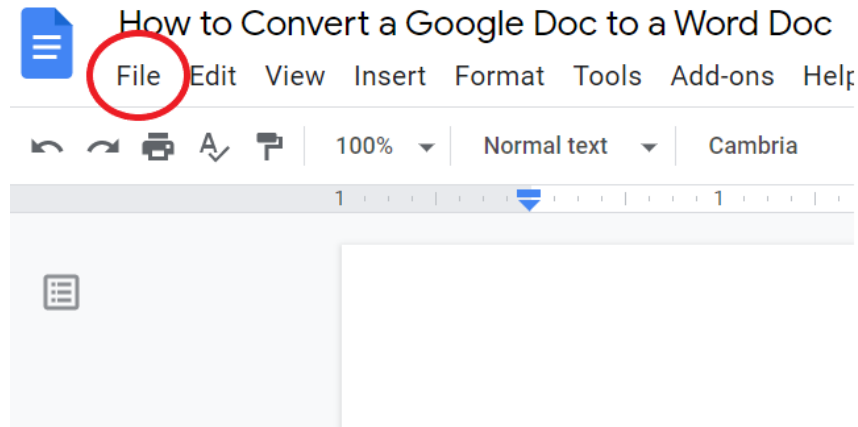 How to Convert a Google Doc to a Word Doc
File Edit View Insert Format Tools Add-ons Help
100% Normal text Cambria
1 1